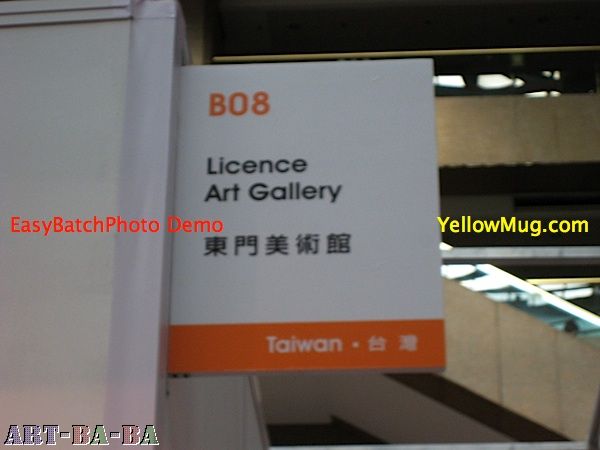 B08
Licence
Art Gallery
EasyBatchPhoto Demo
YellowMug.com
東門美術館
Taiwan • 台灣
ART-BA-BA